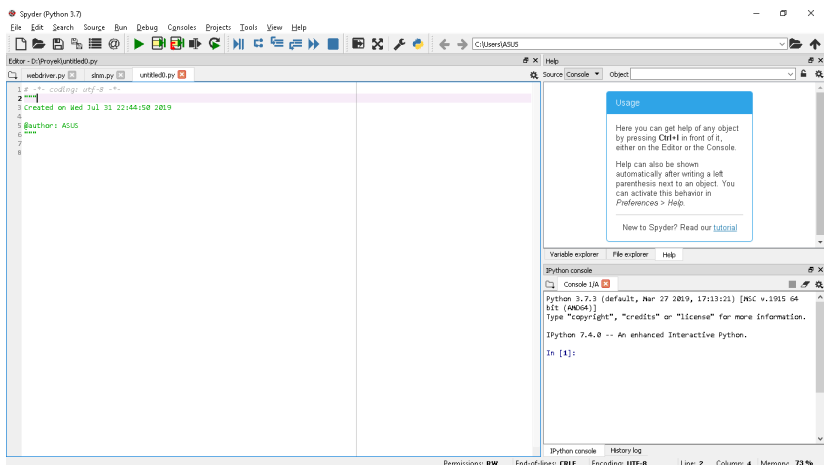 Spyder (Python 3.7)
File Edit Search Source Run Debug Consoles Projects Tools View Help
C:\Users\ASUS
Editor - D:\Proyek\untitled0.py
webdriver.py slnm.py untitled0.py
1 # -*- coding: utf-8 -*-
2 """
3 Created on Wed Jul 31 22:44:50 2019
4
5 @author: ASUS
6 """
7
8
Help
Source Console Object
Usage
Here you can get help of any object
by pressing Ctrl+I in front of it,
either on the Editor or the Console.
Help can also be shown
automatically after writing a left
parenthesis next to an object. You
can activate this behavior in
Preferences > Help.
New to Spyder? Read our tutorial
Variable explorer File explorer Help
IPython console
Console 1/A
Python 3.7.3 (default, Mar 27 2019, 17:13:21) [MSC v.1915 64
bit (AMD64)]
Type "copyright", "credits" or "license" for more information.
IPython 7.4.0 -- An enhanced Interactive Python.
In [1]:
IPython console History log
Permissions: RW End-of-lines: CRLF Encoding: UTF-8 Line: 2 Column: 4 Memory: 73 %